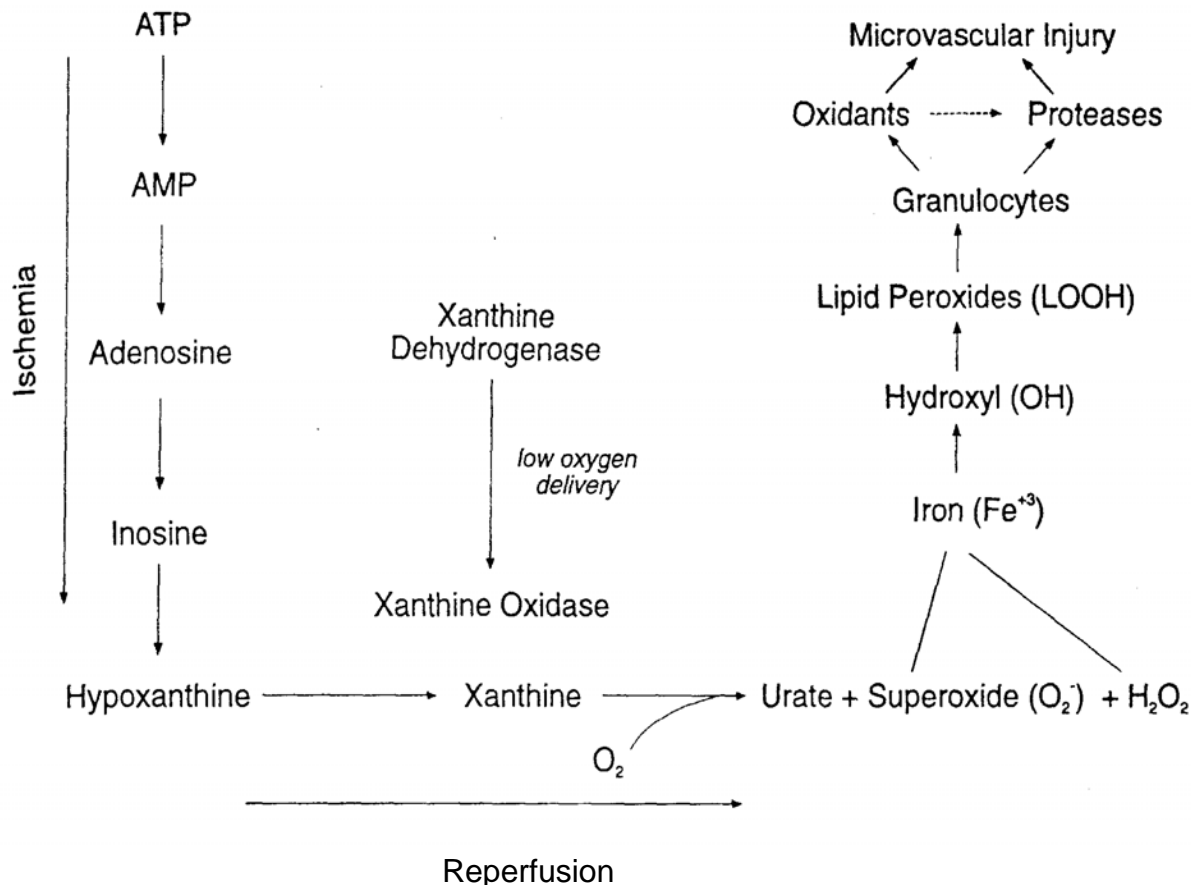 ATP
AMP
Adenosine
Inosine
Hypoxanthine
Ischemia
Xanthine
Dehydrogenase
low oxygen
delivery
Xanthine Oxidase
Xanthine
O₂
Urate + Superoxide (O₂⁻) + H₂O₂
Iron (Fe⁺³)
Hydroxyl (OH)
Lipid Peroxides (LOOH)
Granulocytes
Oxidants
Proteases
Microvascular Injury
Reperfusion